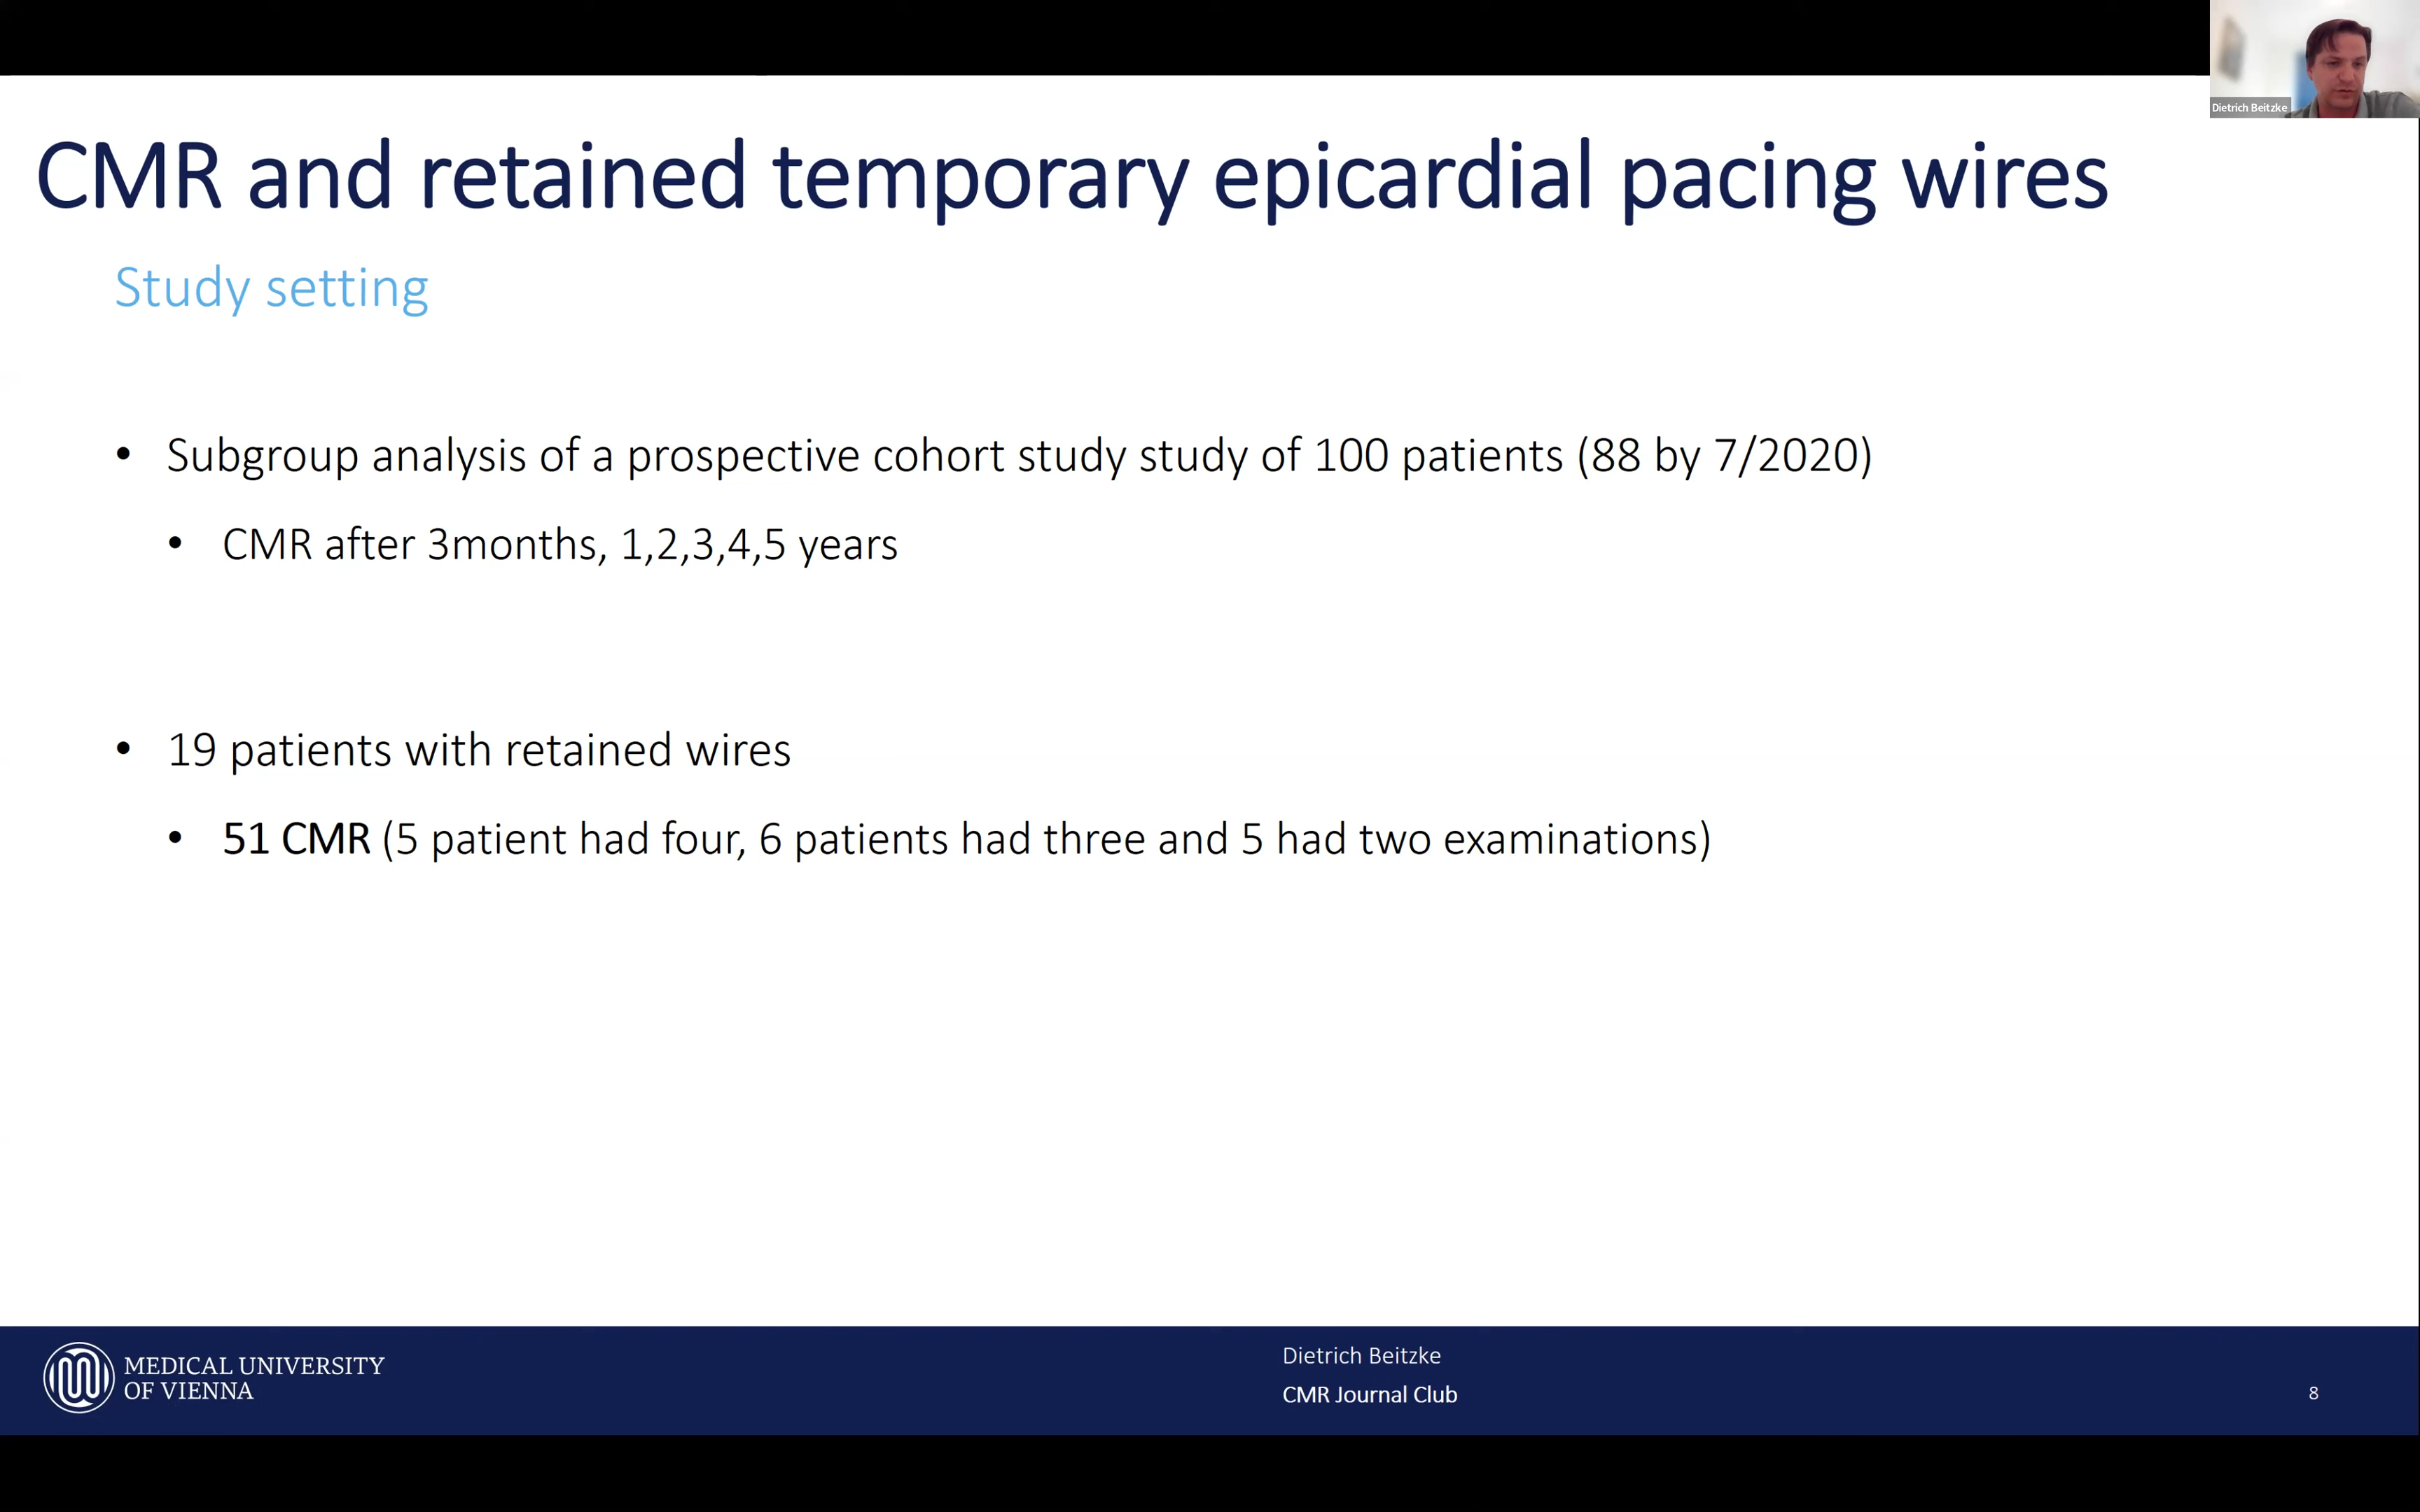 Dietrich Beitzke
CMR and retained temporary epicardial pacing wires
Study setting
• Subgroup analysis of a prospective cohort study study of 100 patients (88 by 7/2020)
• CMR after 3months, 1,2,3,4,5 years
• 19 patients with retained wires
• 51 CMR (5 patient had four, 6 patients had three and 5 had two examinations)
MEDICAL UNIVERSITY
OF VIENNA
Dietrich Beitzke
CMR Journal Club
8